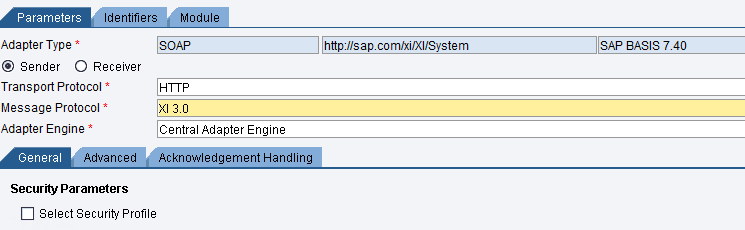 Parameters Identifiers Module
Adapter Type * SOAP http://sap.com/xi/XI/System SAP BASIS 7.40
Sender Receiver
Transport Protocol * HTTP
Message Protocol * XI 3.0
Adapter Engine * Central Adapter Engine
General Advanced Acknowledgement Handling
Security Parameters
Select Security Profile